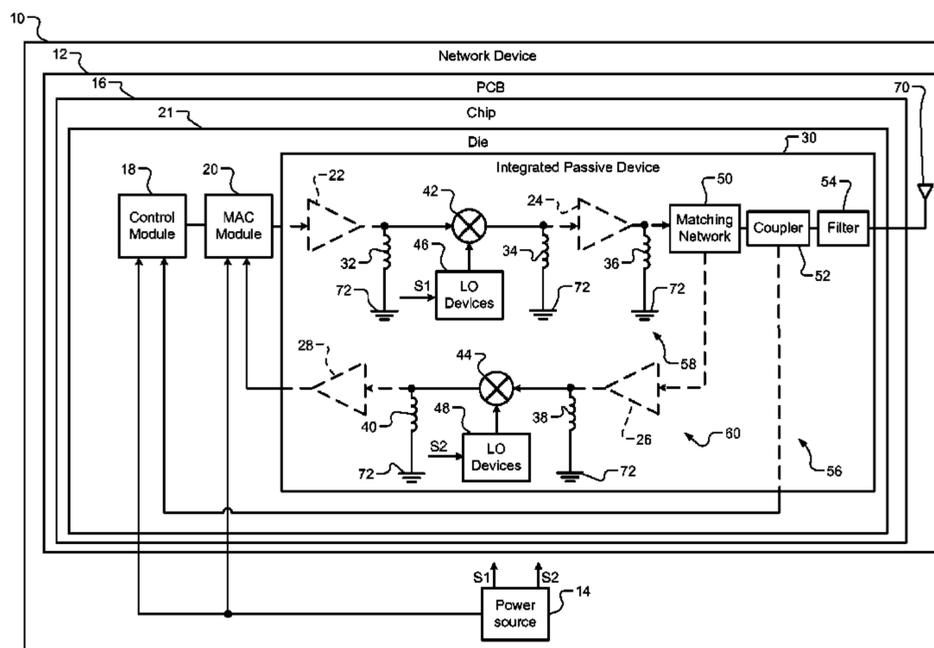 10
Network Device
12
PCB
70
16
Chip
21
Die
30
Integrated Passive Device
18
20
22
42
24
50
54
Control
Module
MAC
Module
Matching
Network
Coupler
Filter
32
46
34
36
52
72
S1
LO
Devices
72
72
58
28
44
40
48
38
26
60
S2
LO
Devices
72
72
56
S1
S2
14
Power
source